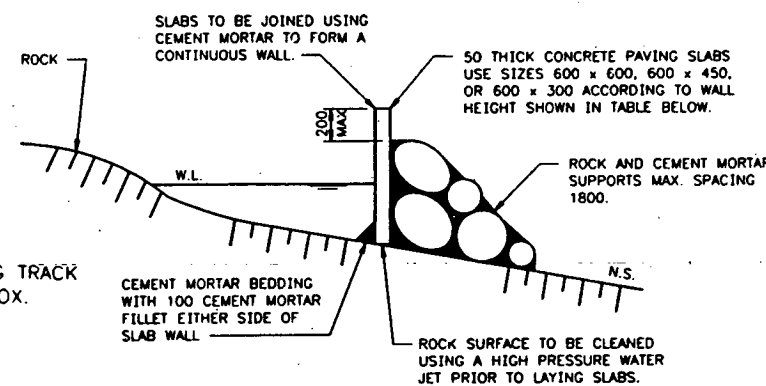 SLABS TO BE JOINED USING
CEMENT MORTAR TO FORM A
CONTINUOUS WALL.
ROCK
50 THICK CONCRETE PAVING SLABS
USE SIZES 600 x 600, 600 x 450,
OR 600 x 300 ACCORDING TO WALL
HEIGHT SHOWN IN TABLE BELOW.
200
MAX
W.L.
ROCK AND CEMENT MORTAR
SUPPORTS MAX. SPACING
1800.
TRACK
OX.
N.S.
CEMENT MORTAR BEDDING
WITH 100 CEMENT MORTAR
FILLET EITHER SIDE OF
SLAB WALL
ROCK SURFACE TO BE CLEANED
USING A HIGH PRESSURE WATER
JET PRIOR TO LAYING SLABS.